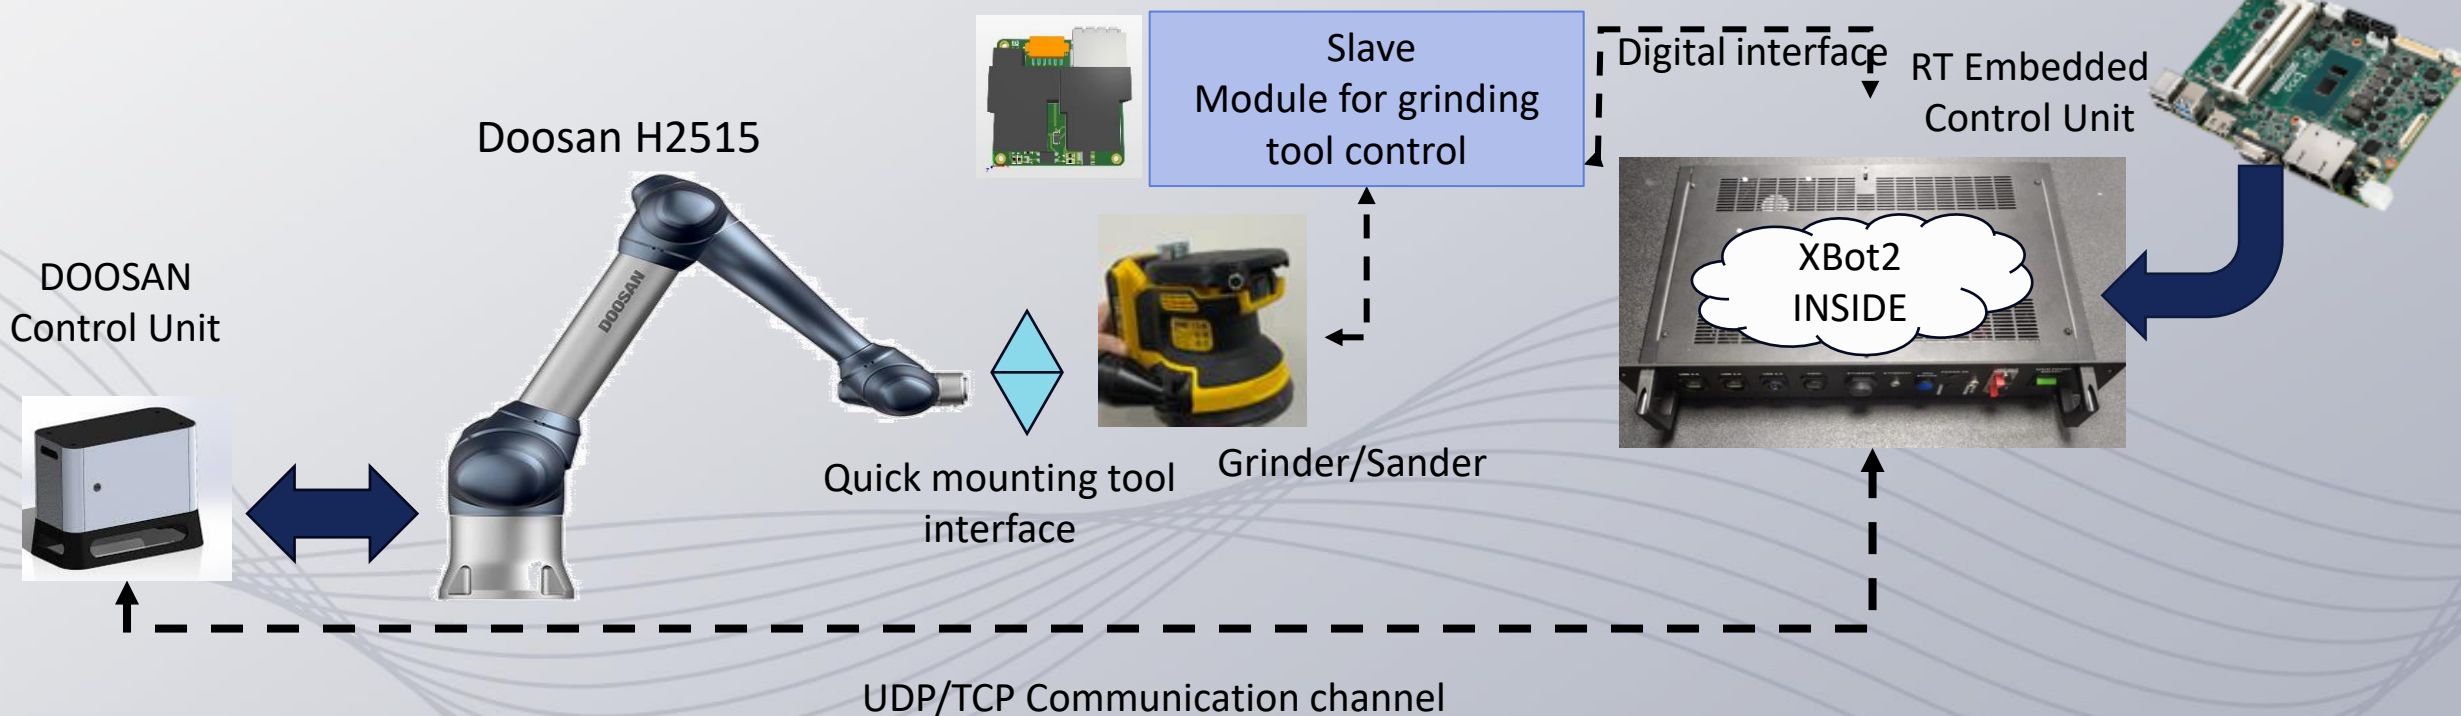 Slave
Module for grinding
tool control
Digital interface
RT Embedded
Control Unit
Doosan H2515
DOOSAN
Control Unit
DOOSAN
XBot2
INSIDE
Quick mounting tool
interface
Grinder/Sander
UDP/TCP Communication channel